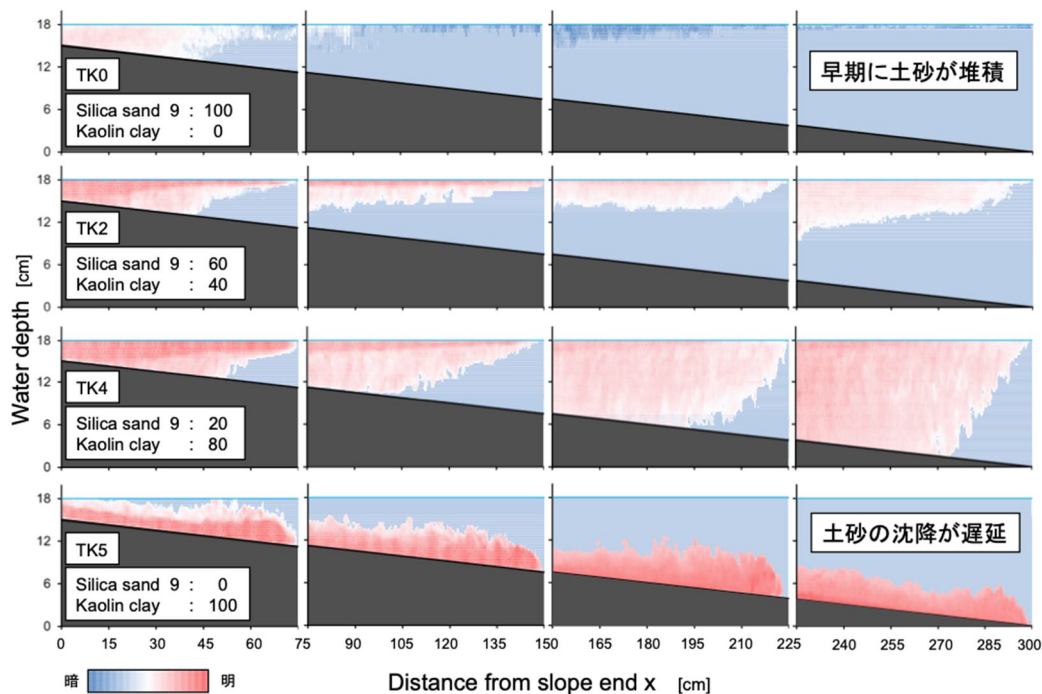 18
12
6
0
TK0
Silica sand 9 : 100
Kaolin clay : 0
早期に土砂が堆積
18
12
6
0
TK2
Silica sand 9 : 60
Kaolin clay : 40
Water depth [cm]
18
12
6
0
TK4
Silica sand 9 : 20
Kaolin clay : 80
18
12
6
0
TK5
Silica sand 9 : 0
Kaolin clay : 100
土砂の沈降が遅延
0 15 30 45 60 75 90 105 120 135 150 165 180 195 210 225 240 255 270 285 300
暗 明
Distance from slope end x [cm]